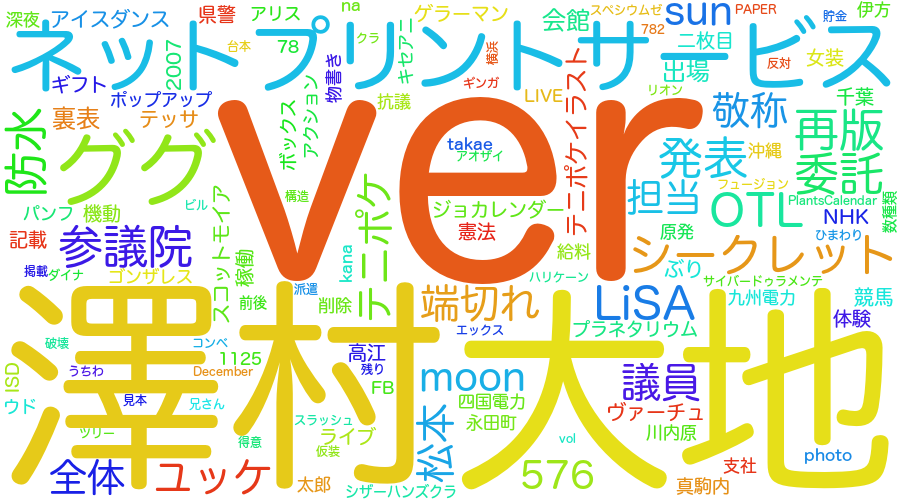 深夜
アイスダンス
県警
アリス
na
ゲラーマン
sun
スペシウムゼ
PAPER
貯金
伊方
ネットプリントサービス
台本
78
クラ
キセアニ
横浜
会館
782
二枚目
反対
女装
2007
ギフト
ポップアップ
物書き
抗議
ギンガ
LIVE
出場
リオン
千葉
裏表
テッサ
ボックス
アクション
テニポケイラスト
敬称
防水
ググ
ver
takae
アオザイ
発表
沖縄
再版
委託
フュージョン
構造
担当
PlantsCalendar
数種類
パンフ
機動
ビル
スコットモイア
テニポケ
ジョカレンダー
OTL
NHK
記載
参議院
憲法
原発
ひまわり
稼働
kana
給料
シークレット
掲載
ダイナ
ゴンザレス
ハリケーン
ぶり
サイバードゥラメンテ
澤村大地
前後
派遣
削除
端切れ
LiSA
九州電力
競馬
破壊
コンペ
エックス
プラネタリウム
体験
1125
高江
うちわ
December
残り
ISD
FB
moon
議員
ウド
見本
兄さん
四国電力
ヴァーチュ
スラッシュ
松本
永田町
川内原
ツリー
得意
ライブ
仮装
vol
photo
全体
ユッケ
太郎
576
支社
シザーハンズクラ
真駒内